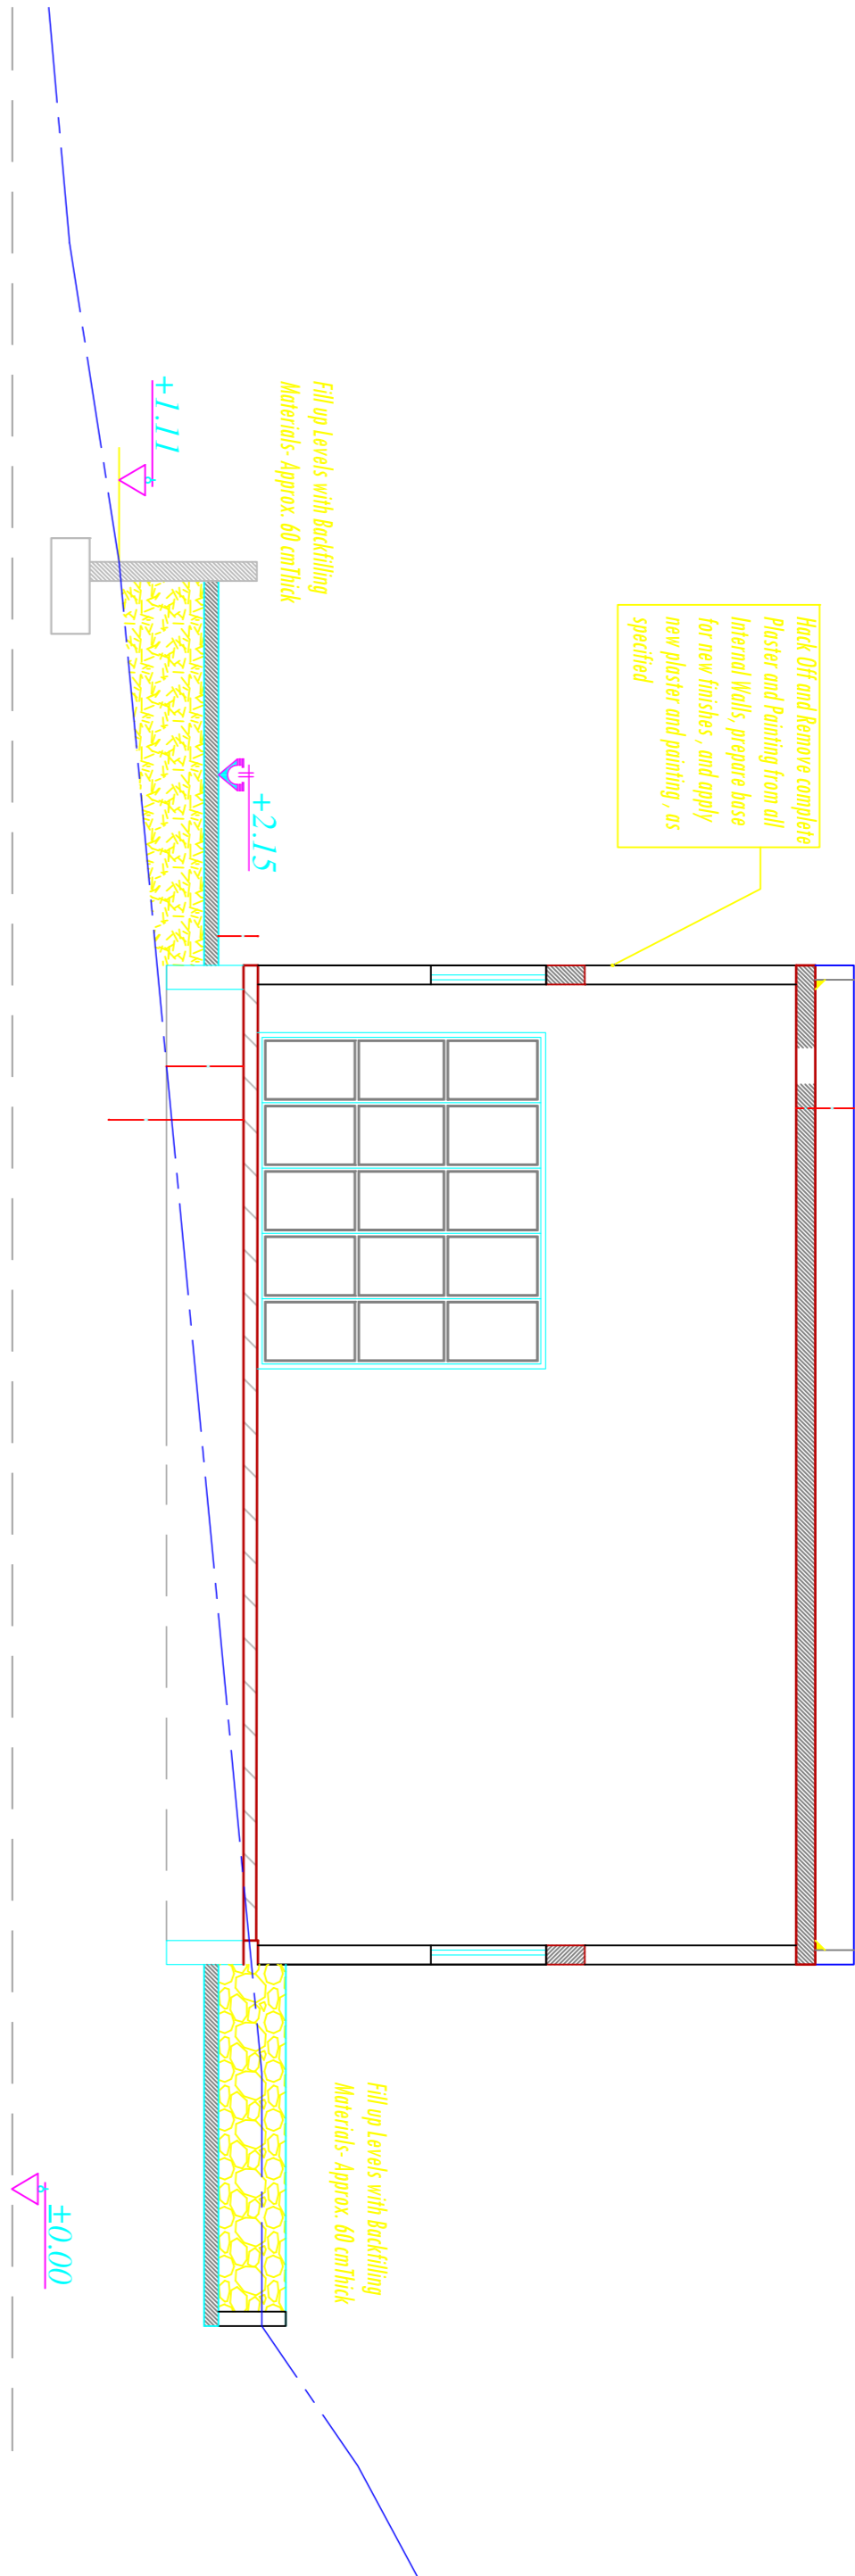 Fill up Levels with Backfilling
Materials- Approx. 60 cmThick
+1.11
Hack Off and Remove complete
Plaster and Painting from all
Internal Walls, prepare base
for new finishes , and apply
new plaster and painting , as
specified
+2.15
Fill up Levels with Backfilling
Materials- Approx. 60 cmThick
±0.00